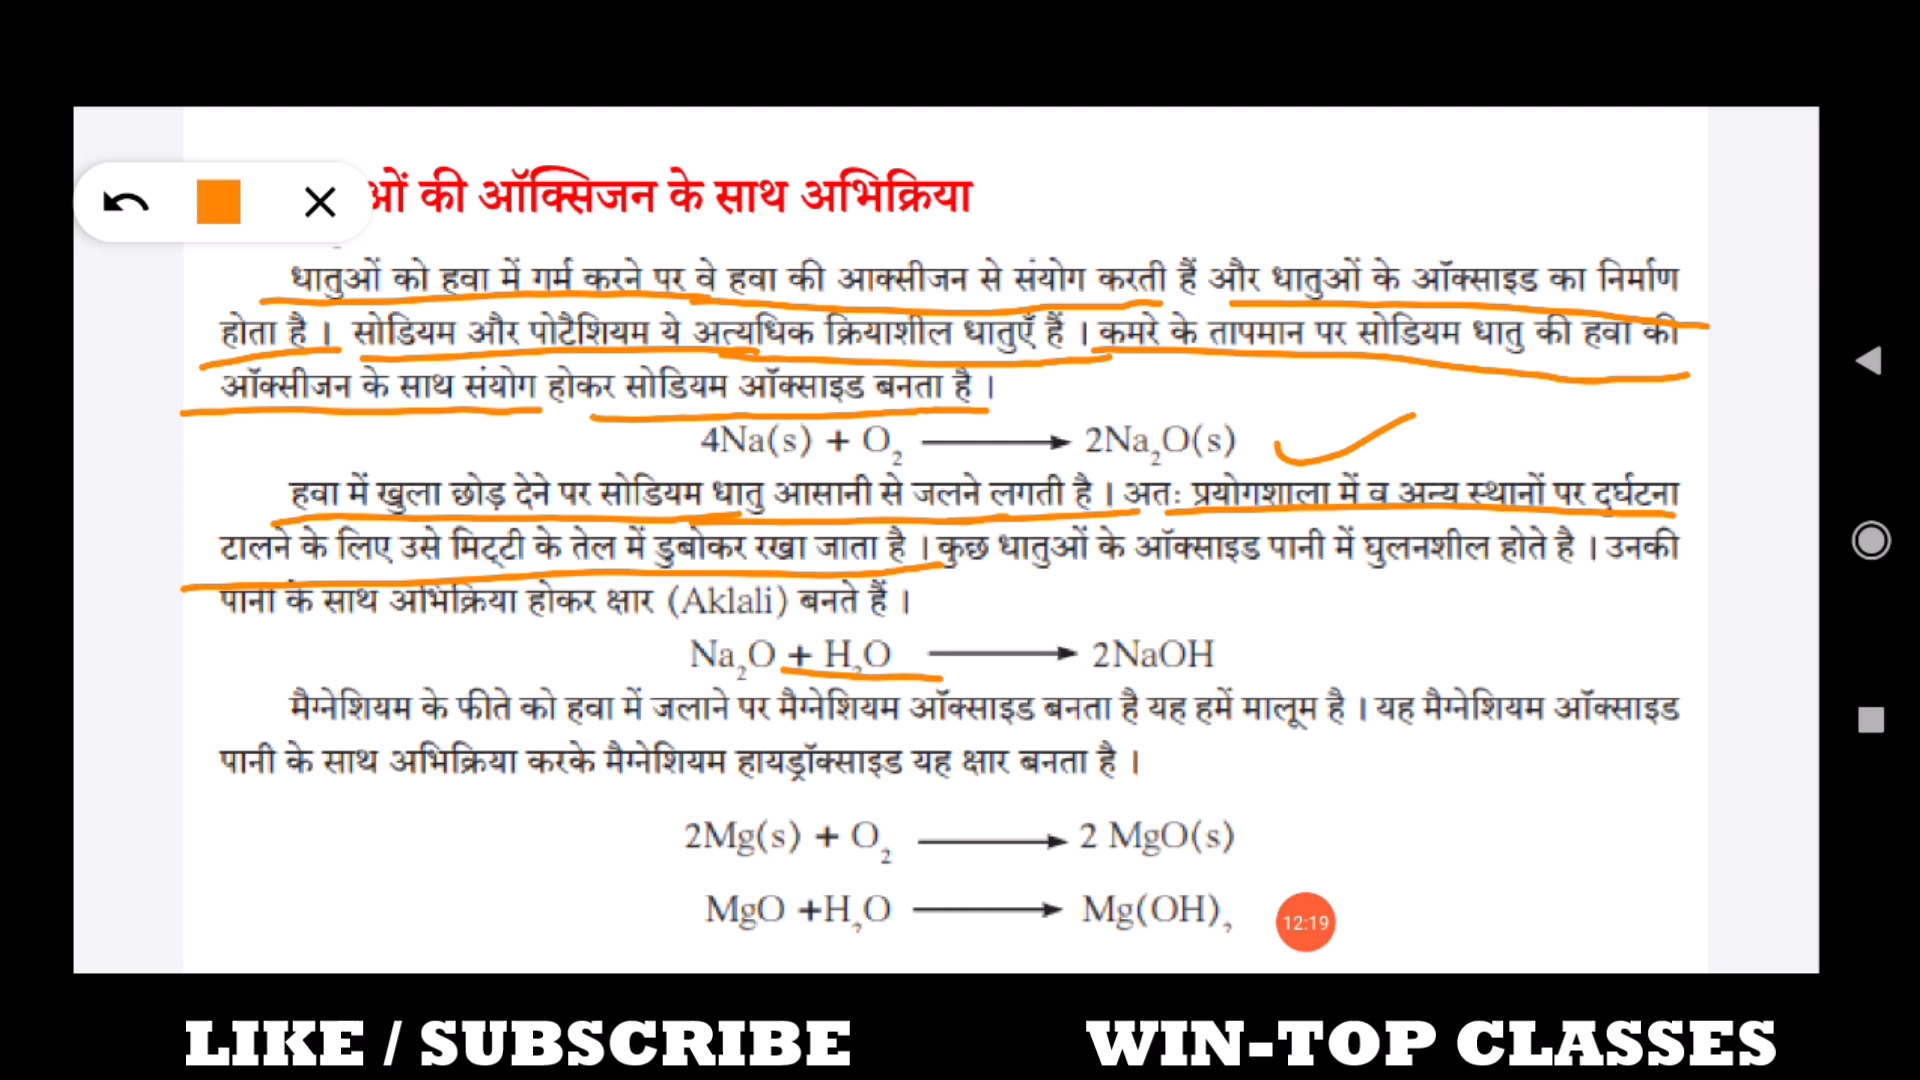 ओं की ऑक्सिजन के साथ अभिक्रिया
धातुओं को हवा में गर्म करने पर वे हवा की आक्सीजन से संयोग करती हैं और धातुओं के ऑक्साइड का निर्माण
होता है । सोडियम और पोटैशियम ये अत्यधिक क्रियाशील धातुएँ हैं । कमरे के तापमान पर सोडियम धातु की हवा की
ऑक्सीजन के साथ संयोग होकर सोडियम ऑक्साइड बनता है ।
4Na(s) + O₂ ⟶ 2Na₂O(s)
हवा में खुला छोड़ देने पर सोडियम धातु आसानी से जलने लगती है । अतः प्रयोगशाला में व अन्य स्थानों पर दुर्घटना
टालने के लिए उसे मिट्टी के तेल में डुबोकर रखा जाता है । कुछ धातुओं के ऑक्साइड पानी में घुलनशील होते है । उनकी
पानी के साथ अभिक्रिया होकर क्षार (Aklali) बनते हैं ।
Na₂O + H₂O ⟶ 2NaOH
मैग्नेशियम के फीते को हवा में जलाने पर मैग्नेशियम ऑक्साइड बनता है यह हमें मालूम है । यह मैग्नेशियम ऑक्साइड
पानी के साथ अभिक्रिया करके मैग्नेशियम हायड्रॉक्साइड यह क्षार बनता है ।
2Mg(s) + O₂ ⟶ 2 MgO(s)
MgO +H₂O ⟶ Mg(OH)₂
12:19
LIKE / SUBSCRIBE WIN-TOP CLASSES